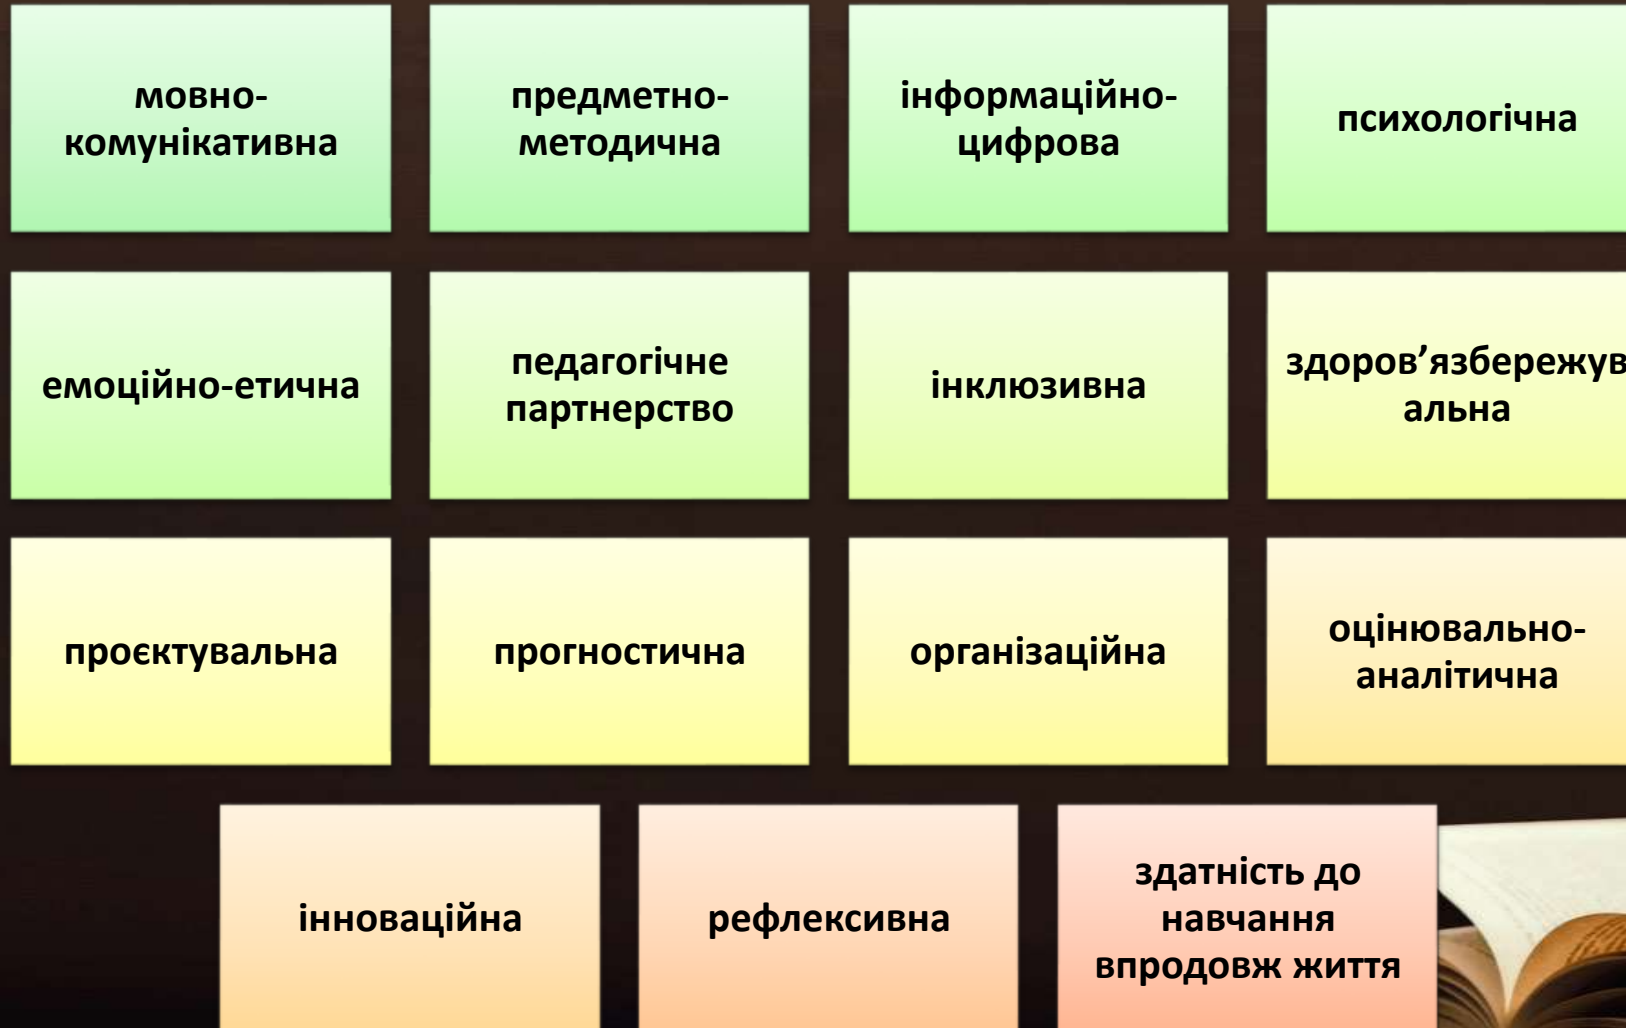 мовно-
комунікативна
предметно-
методична
інформаційно-
цифрова
психологічна
емоційно-етична
педагогічне
партнерство
інклюзивна
здоров’язбережув
альна
проєктувальна
прогностична
організаційна
оцінювально-
аналітична
інноваційна
рефлексивна
здатність до
навчання
впродовж життя